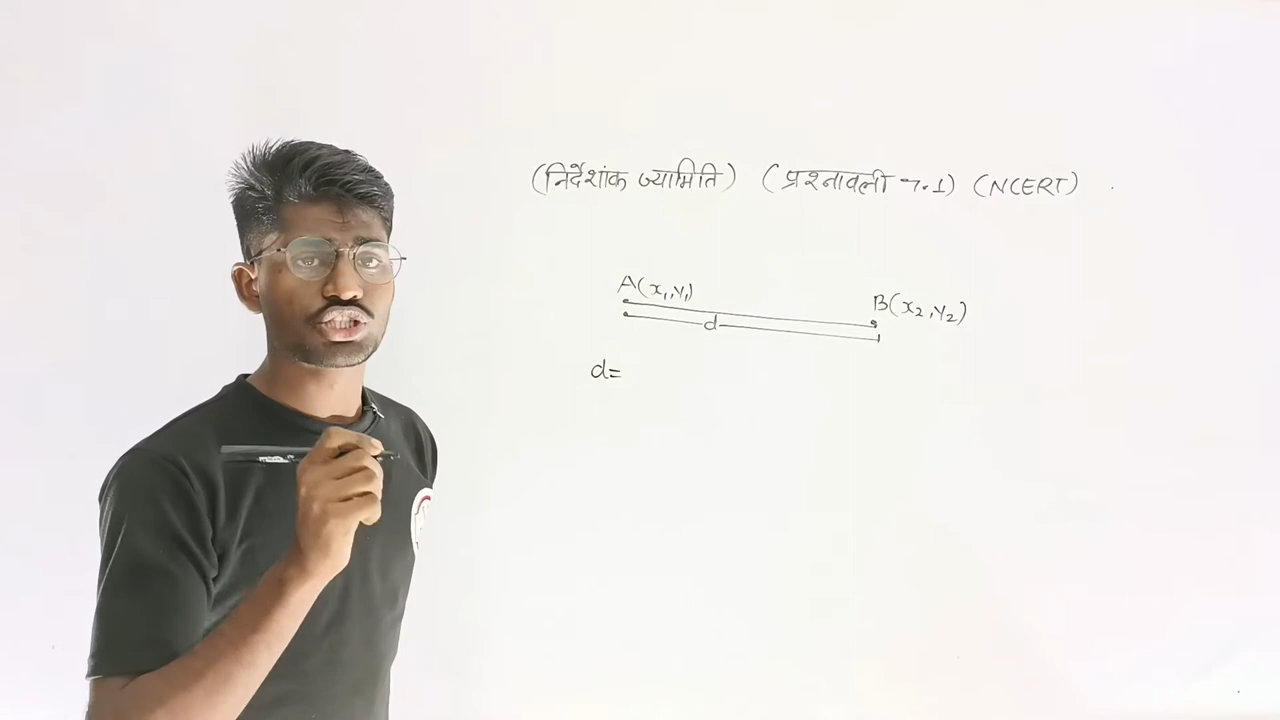 (निर्देशांक ज्यामिति) (प्रश्नावली 7.1) (NCERT)
A(x₁,y₁)
B(x₂,y₂)
d
d=